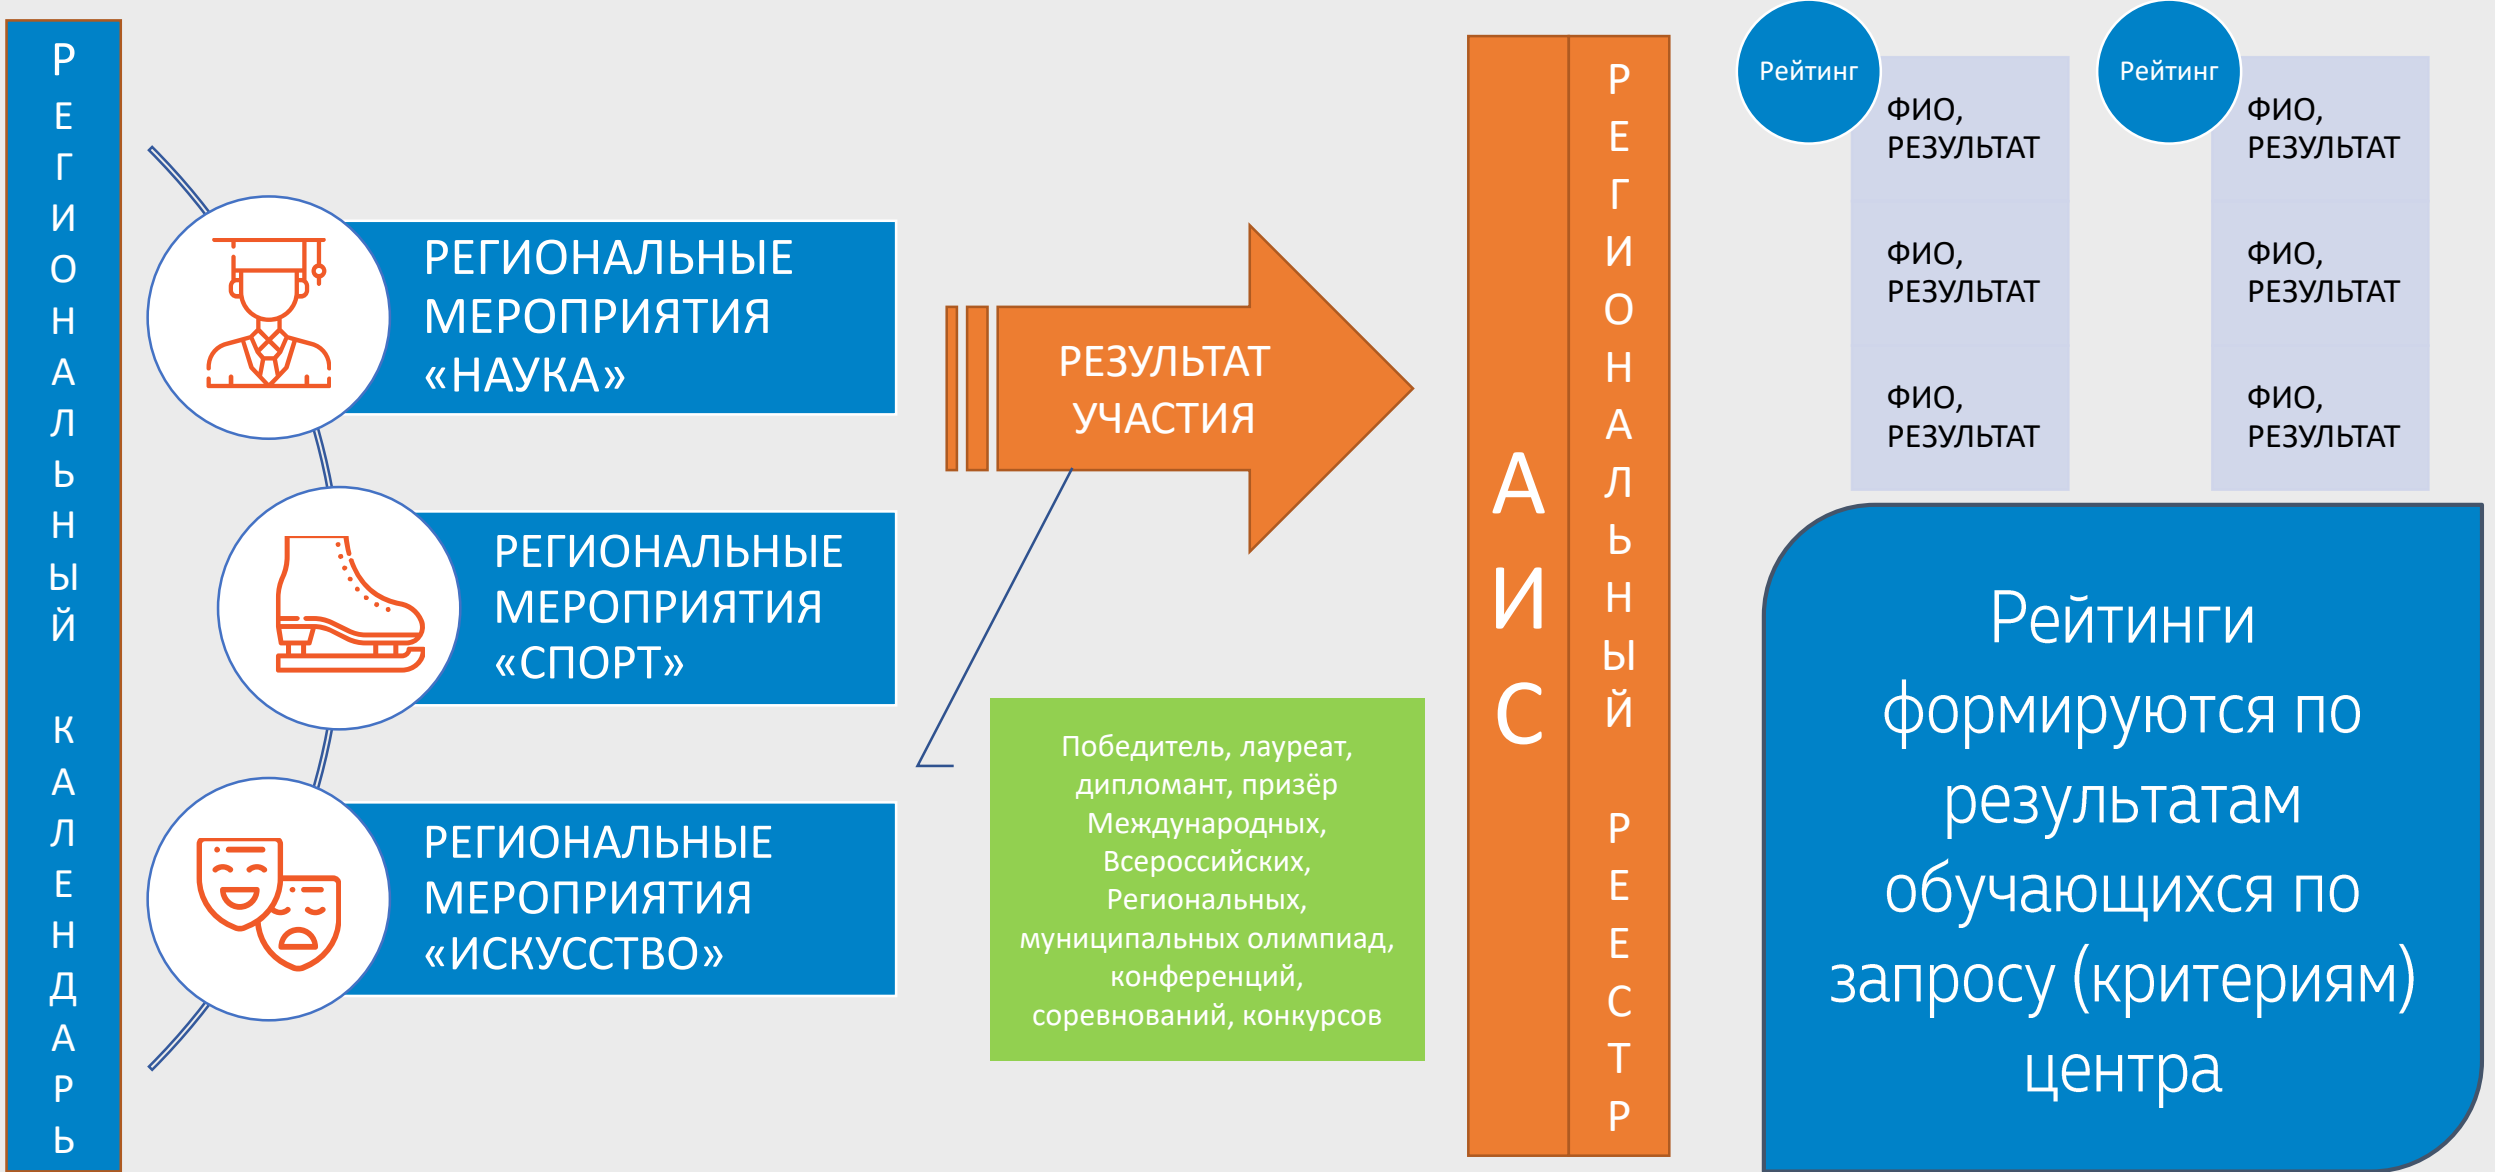 РЕГИОНАЛЬНЫЙ КАЛЕНДАРЬ
РЕГИОНАЛЬНЫЕ
МЕРОПРИЯТИЯ
«НАУКА»
РЕГИОНАЛЬНЫЕ
МЕРОПРИЯТИЯ
«СПОРТ»
РЕГИОНАЛЬНЫЕ
МЕРОПРИЯТИЯ
«ИСКУССТВО»
РЕЗУЛЬТАТ
УЧАСТИЯ
Победитель, лауреат,
дипломант, призёр
Международных,
Всероссийских,
Региональных,
муниципальных олимпиад,
конференций,
соревнований, конкурсов
АИС
РЕГИОНАЛЬНЫЙ РЕЕСТР
Рейтинг
ФИО,
РЕЗУЛЬТАТ
ФИО,
РЕЗУЛЬТАТ
ФИО,
РЕЗУЛЬТАТ
Рейтинг
ФИО,
РЕЗУЛЬТАТ
ФИО,
РЕЗУЛЬТАТ
ФИО,
РЕЗУЛЬТАТ
Рейтинги
формируются по
результатам
обучающихся по
запросу (критериям)
центра